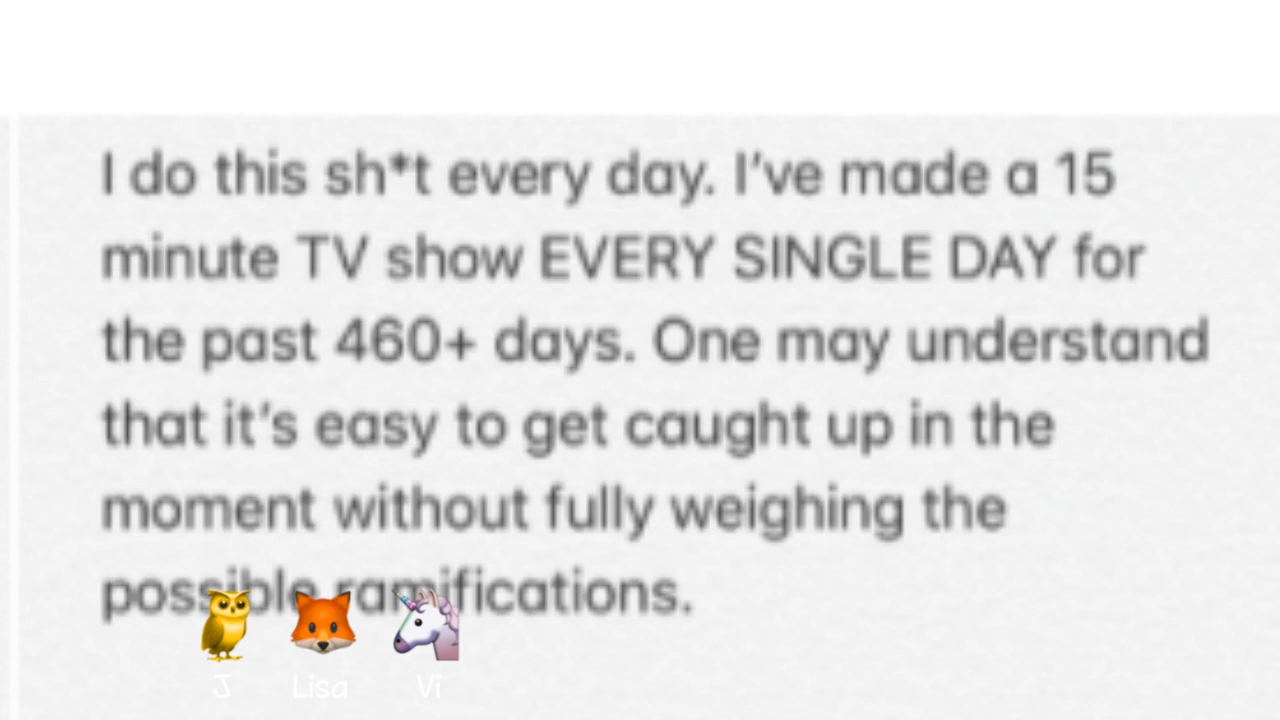 I do this sh*t every day. I've made a 15
minute TV show EVERY SINGLE DAY for
the past 460+ days. One may understand
that it's easy to get caught up in the
moment without fully weighing the
possible ramifications.
J Lisa Vi